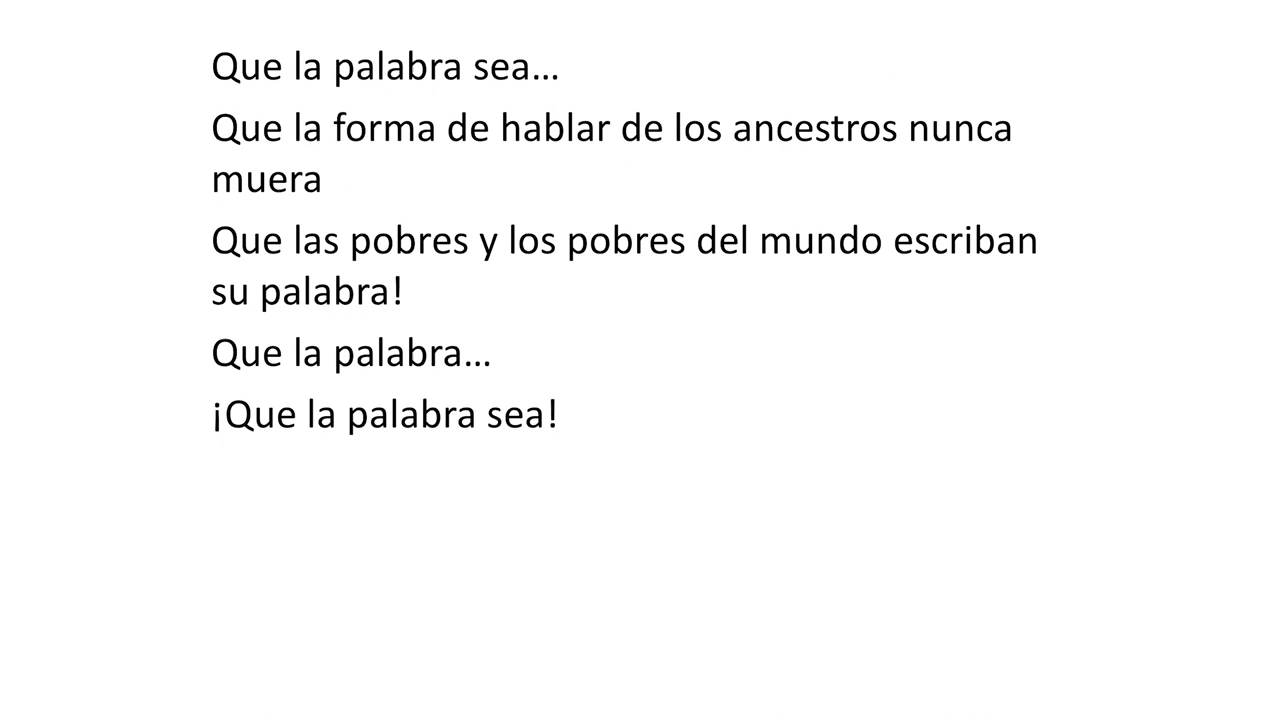 Que la palabra sea…
Que la forma de hablar de los ancestros nunca
muera
Que las pobres y los pobres del mundo escriban
su palabra!
Que la palabra…
¡Que la palabra sea!